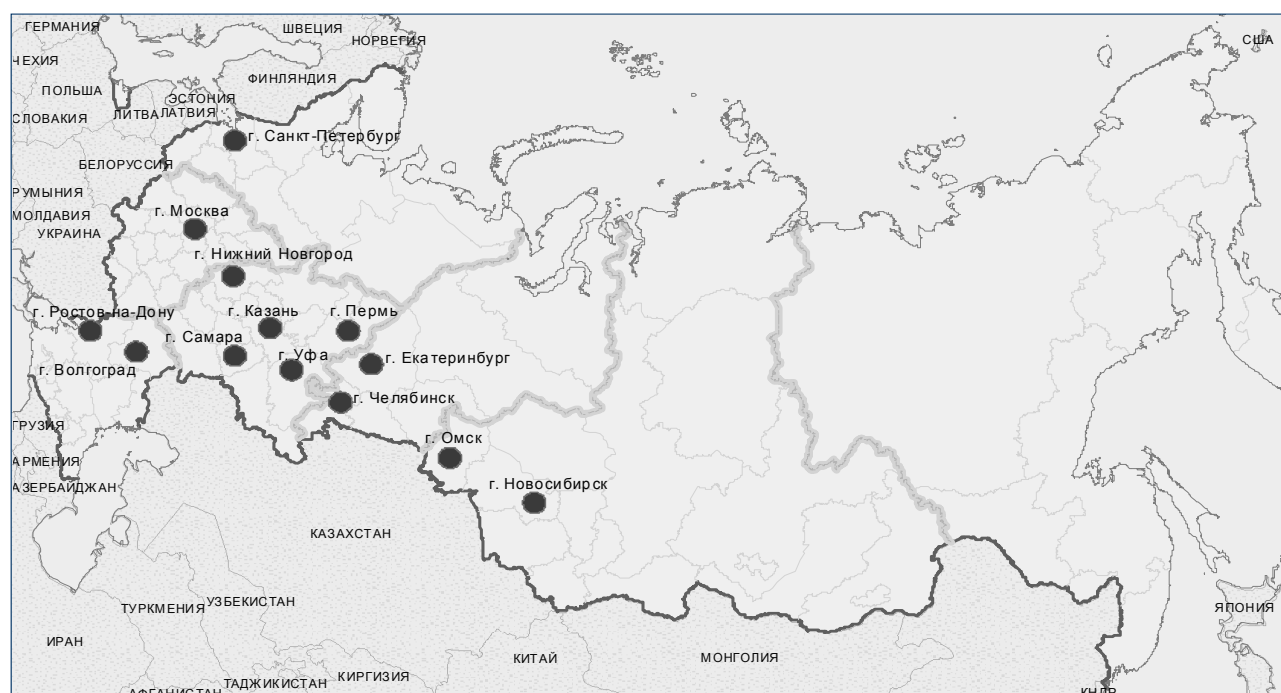 ГЕРМАНИЯ
ШВЕЦИЯ
НОРВЕГИЯ
США
ЧЕХИЯ
ФИНЛЯНДИЯ
ПОЛЬША
ЭСТОНИЯ
ЛИТВА
ЛАТВИЯ
СЛОВАКИЯ
г. Санкт-Петербург
БЕЛОРУССИЯ
РУМЫНИЯ
г. Москва
МОЛДАВИЯ
УКРАИНА
г. Нижний Новгород
г. Ростов-на-Дону
г. Казань
г. Пермь
г. Самара
г. Уфа
г. Екатеринбург
г. Волгоград
г. Челябинск
ГРУЗИЯ
г. Омск
АРМЕНИЯ
АЗЕРБАЙДЖАН
г. Новосибирск
КАЗАХСТАН
ТУРКМЕНИЯ
УЗБЕКИСТАН
ЯПОНИЯ
ИРАН
КИТАЙ
МОНГОЛИЯ
КИРГИЗИЯ
ТАДЖИКИСТАН
АФГАНИСТАН
КНДР